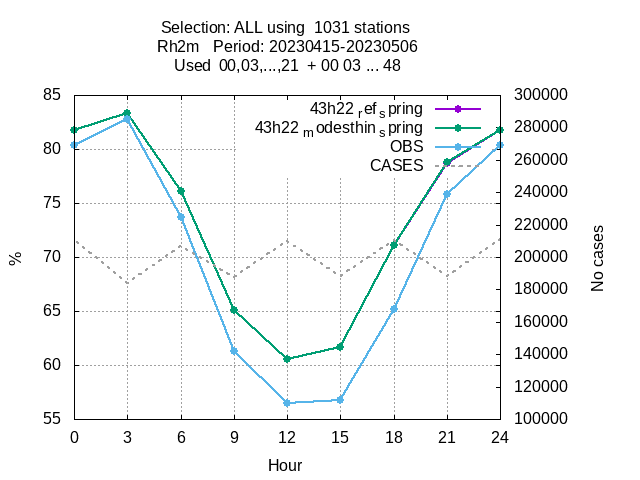 Selection: ALL using  1031 stations
Rh2m   Period: 20230415-20230506
Used  00,03,...,21  + 00 03 ... 48
85 300000
43h22 ref spring
280000
43h22 modesthin spring
80 OBS
260000
CASES
240000
75
220000
70 200000
%
No cases
180000
65
160000
140000
60
120000
55 100000
0 3 6 9 12 15 18 21 24
Hour